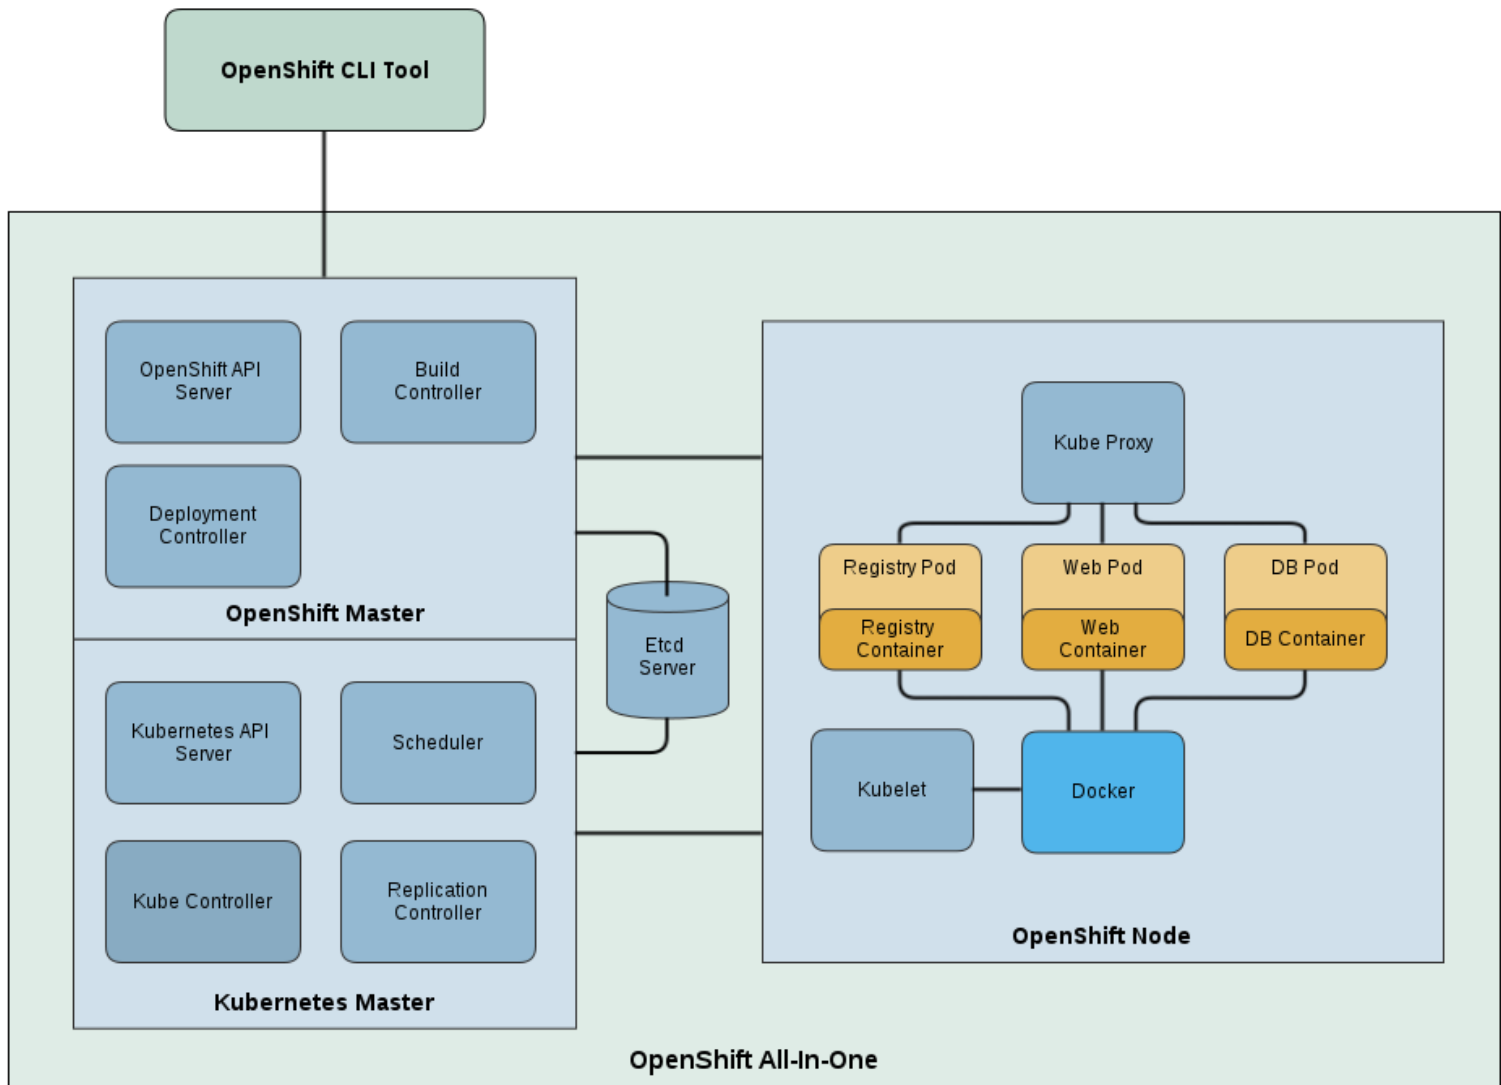 OpenShift CLI Tool
OpenShift API
Server
Build
Controller
Deployment
Controller
OpenShift Master
Kubernetes API
Server
Scheduler
Kube Controller
Replication
Controller
Kubernetes Master
Etcd
Server
Kube Proxy
Registry Pod
Registry
Container
Web Pod
Web
Container
DB Pod
DB Container
Kubelet
Docker
OpenShift Node
OpenShift All-In-One